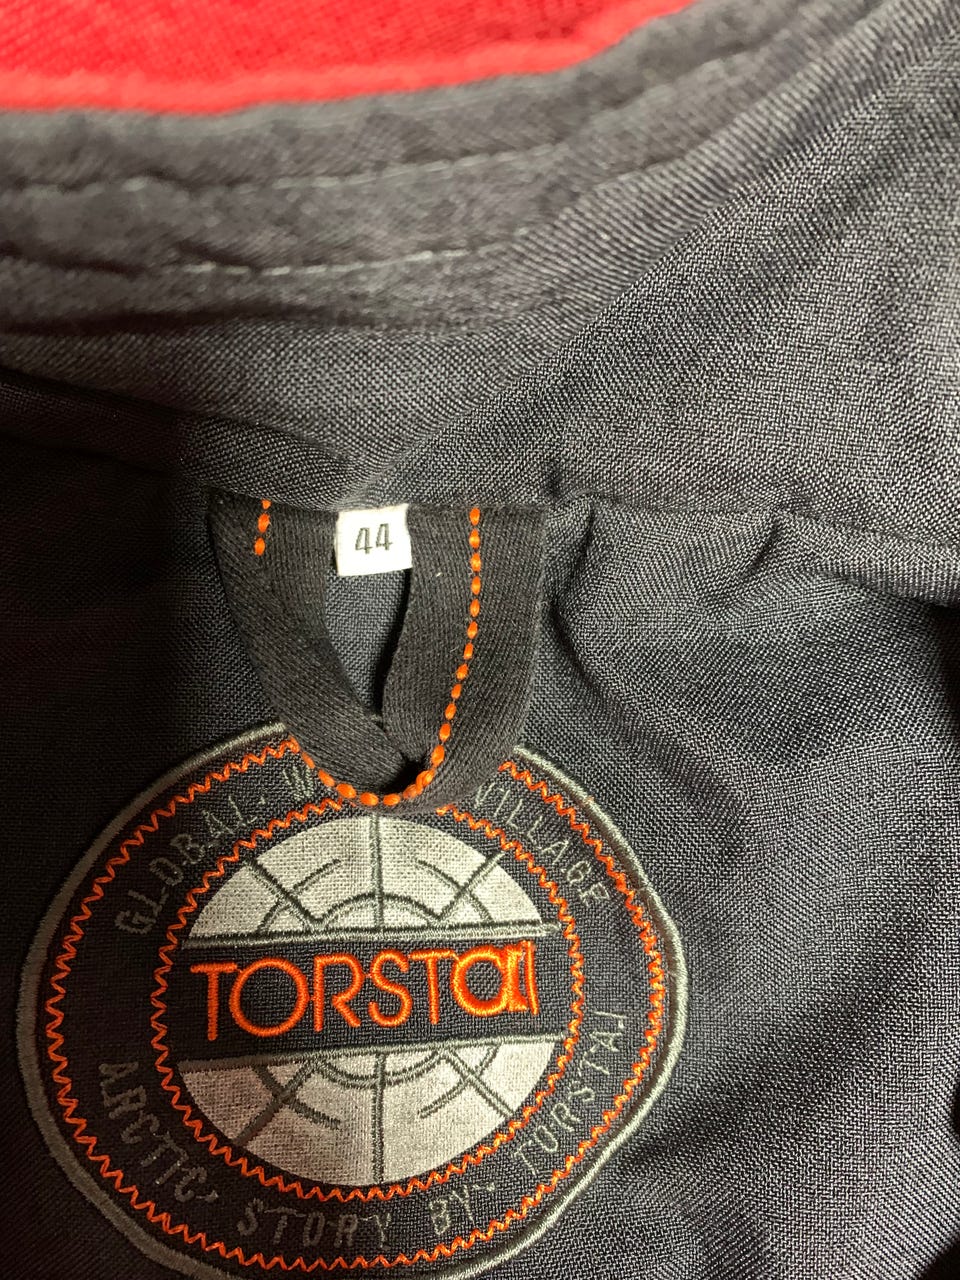 44
GLOBAL · W
VILLAGE
TORSTAI
ARCTIC' STORY BY~ TORSTAI